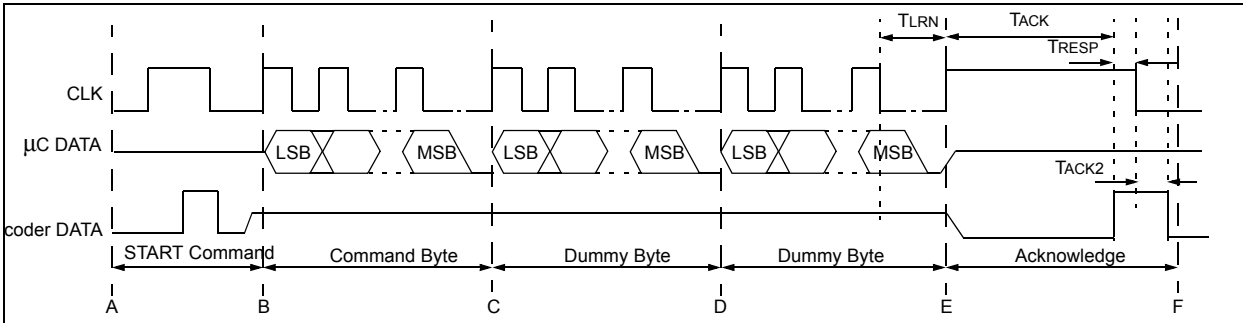 TLRN TACK
TRESP
CLK
μC DATA LSB MSB LSB MSB LSB MSB
TACK2
coder DATA
START Command Command Byte Dummy Byte Dummy Byte Acknowledge
A B C D E F